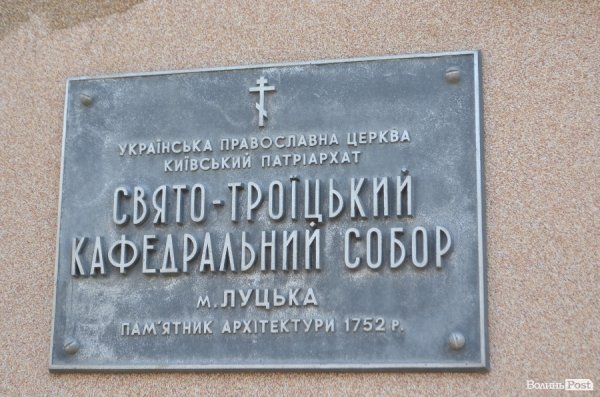 УКРАЇНСЬКА ПРАВОСЛАВНА ЦЕРКВА
КИЇВСЬКИЙ ПАТРІАРХАТ
СВЯТО-ТРОЇЦЬКИЙ
КАФЕДРАЛЬНИЙ СОБОР
м. ЛУЦЬКА
ПАМ'ЯТНИК АРХІТЕКТУРИ 1752 р.
ВолиньPost